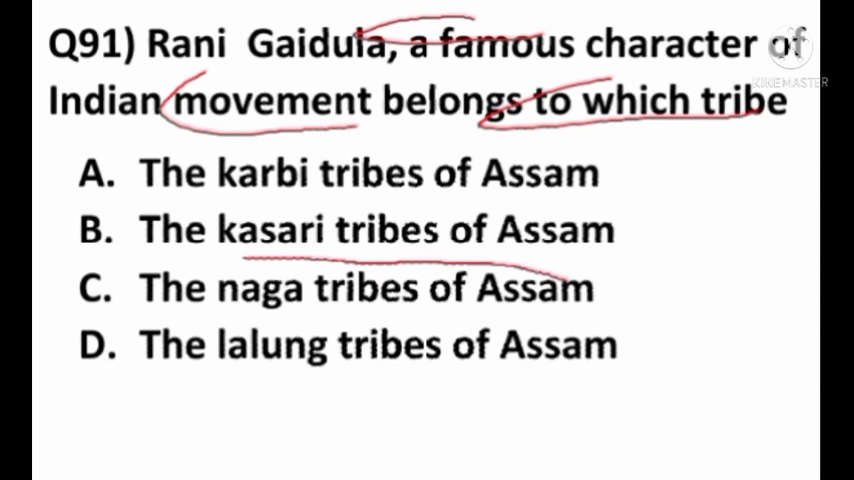 Q91) Rani Gaidula, a famous character of
KINEMASTER
Indian movement belongs to which tribe
A. The karbi tribes of Assam
B. The kasari tribes of Assam
C. The naga tribes of Assam
D. The lalung tribes of Assam